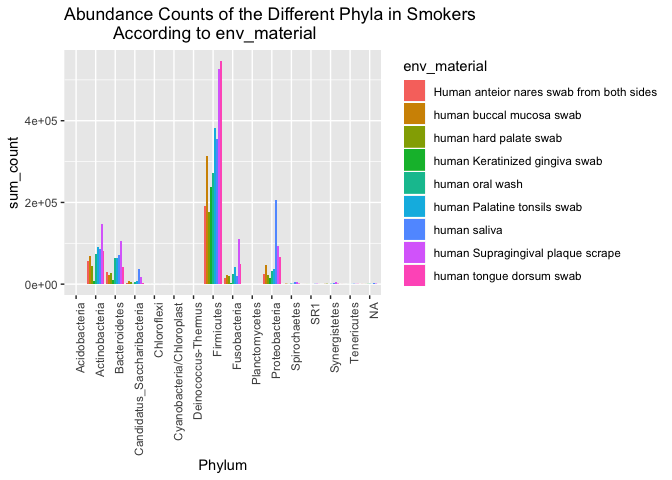 Abundance Counts of the Different Phyla in Smokers
According to env_material
sum_count
4e+05
2e+05
0e+00
Acidobacteria
Actinobacteria
Bacteroidetes
Candidatus_Saccharibacteria
Chloroflexi
Cyanobacteria/Chloroplast
Deinococcus-Thermus
Firmicutes
Fusobacteria
Planctomycetes
Proteobacteria
Spirochaetes
SR1
Synergistetes
Tenericutes
NA
Phylum
env_material
Human anteior nares swab from both sides
human buccal mucosa swab
human hard palate swab
human Keratinized gingiva swab
human oral wash
human Palatine tonsils swab
human saliva
human Supragingival plaque scrape
human tongue dorsum swab